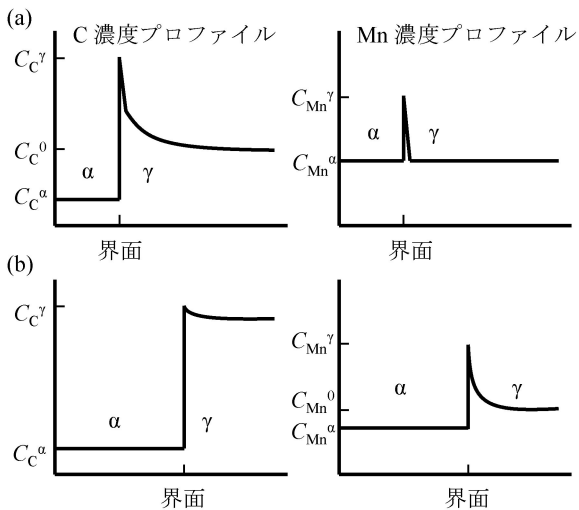 (a)
C 濃度プロファイル
Mn 濃度プロファイル
C_C^γ
C_C^0
C_C^α
α
γ
界面
C_Mn^γ
C_Mn^α
α
γ
界面
(b)
C_C^γ
C_C^α
α
γ
界面
C_Mn^γ
C_Mn^0
C_Mn^α
α
γ
界面